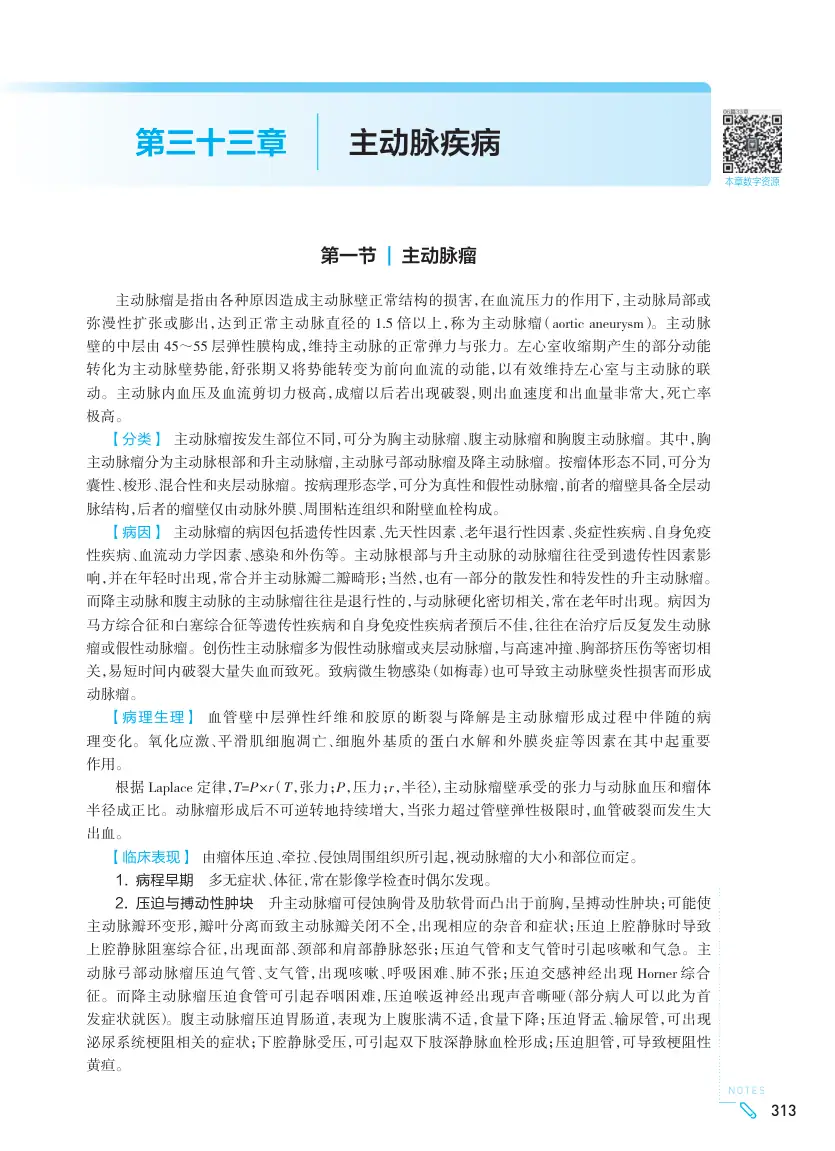 06篇33章
第三十三章 主动脉疾病
本章数字资源
第一节 主动脉瘤
主动脉瘤是指由各种原因造成主动脉壁正常结构的损害,在血流压力的作用下,主动脉局部或
弥漫性扩张或膨出,达到正常主动脉直径的 1.5 倍以上,称为主动脉瘤(aortic aneurysm)。主动脉
壁的中层由 45～55 层弹性膜构成,维持主动脉的正常弹力与张力。左心室收缩期产生的部分动能
转化为主动脉壁势能,舒张期又将势能转变为前向血流的动能,以有效维持左心室与主动脉的联
动。主动脉内血压及血流剪切力极高,成瘤以后若出现破裂,则出血速度和出血量非常大,死亡率
极高。
【分类】 主动脉瘤按发生部位不同,可分为胸主动脉瘤、腹主动脉瘤和胸腹主动脉瘤。其中,胸
主动脉瘤分为主动脉根部和升主动脉瘤,主动脉弓部动脉瘤及降主动脉瘤。按瘤体形态不同,可分为
囊性、梭形、混合性和夹层动脉瘤。按病理形态学,可分为真性和假性动脉瘤,前者的瘤壁具备全层动
脉结构,后者的瘤壁仅由动脉外膜、周围粘连组织和附壁血栓构成。
【病因】 主动脉瘤的病因包括遗传性因素、先天性因素、老年退行性因素、炎症性疾病、自身免疫
性疾病、血流动力学因素、感染和外伤等。主动脉根部与升主动脉的动脉瘤往往受到遗传性因素影
响,并在年轻时出现,常合并主动脉瓣二瓣畸形;当然,也有一部分的散发性和特发性的升主动脉瘤。
而降主动脉和腹主动脉的主动脉瘤往往是退行性的,与动脉硬化密切相关,常在老年时出现。病因为
马方综合征和白塞综合征等遗传性疾病和自身免疫性疾病者预后不佳,往往在治疗后反复发生动脉
瘤或假性动脉瘤。创伤性主动脉瘤多为假性动脉瘤或夹层动脉瘤,与高速冲撞、胸部挤压伤等密切相
关,易短时间内破裂大量失血而致死。致病微生物感染(如梅毒)也可导致主动脉壁炎性损害而形成
动脉瘤。
【病理生理】 血管壁中层弹性纤维和胶原的断裂与降解是主动脉瘤形成过程中伴随的病
理变化。氧化应激、平滑肌细胞凋亡、细胞外基质的蛋白水解和外膜炎症等因素在其中起重要
作用。
根据 Laplace 定律,T=P×r(T,张力;P,压力;r,半径),主动脉瘤壁承受的张力与动脉血压和瘤体
半径成正比。动脉瘤形成后不可逆转地持续增大,当张力超过管壁弹性极限时,血管破裂而发生大
出血。
【临床表现】 由瘤体压迫、牵拉、侵蚀周围组织所引起,视动脉瘤的大小和部位而定。
1. 病程早期 多无症状、体征,常在影像学检查时偶尔发现。
2. 压迫与搏动性肿块 升主动脉瘤可侵蚀胸骨及肋软骨而凸出于前胸,呈搏动性肿块;可能使
主动脉瓣环变形,瓣叶分离而致主动脉瓣关闭不全,出现相应的杂音和症状;压迫上腔静脉时导致
上腔静脉阻塞综合征,出现面部、颈部和肩部静脉怒张;压迫气管和支气管时引起咳嗽和气急。主
动脉弓部动脉瘤压迫气管、支气管,出现咳嗽、呼吸困难、肺不张;压迫交感神经出现 Horner 综合
征。而降主动脉瘤压迫食管可引起吞咽困难,压迫喉返神经出现声音嘶哑(部分病人可以此为首
发症状就医)。腹主动脉瘤压迫胃肠道,表现为上腹胀满不适,食量下降;压迫肾盂、输尿管,可出现
泌尿系统梗阻相关的症状;下腔静脉受压,可引起双下肢深静脉血栓形成;压迫胆管,可导致梗阻性
黄疸。
NOTES
313